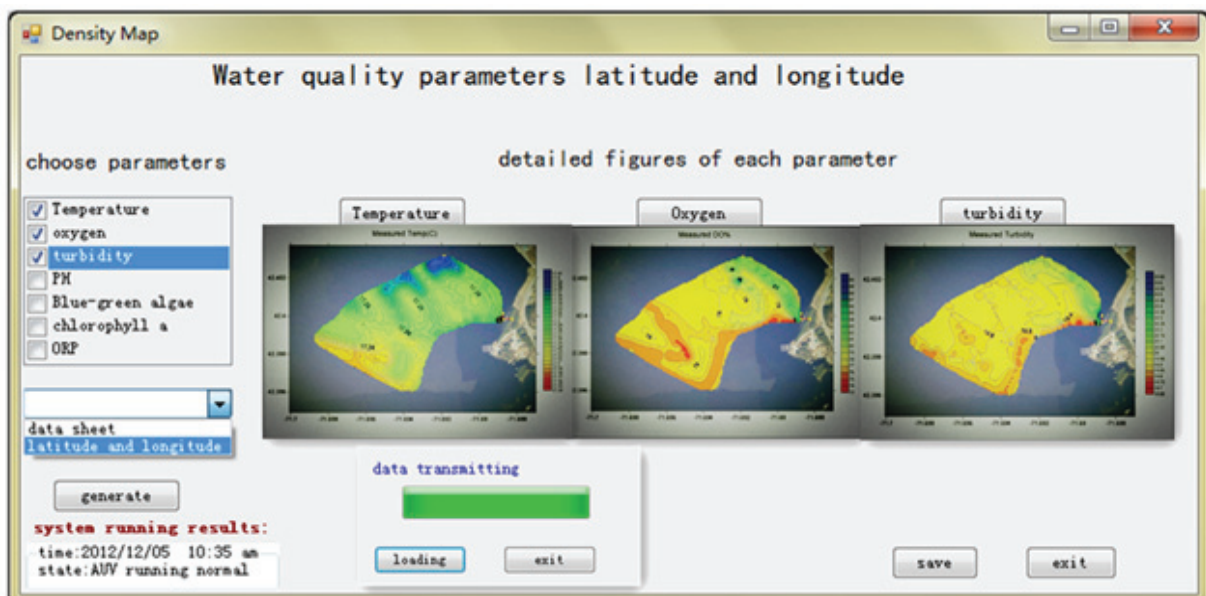 Density Map
Water quality parameters latitude and longitude
choose parameters
detailed figures of each parameter
Temperature
oxygen
turbidity
PH
Blue-green algae
chlorophyll a
ORP
Temperature
Oxygen
turbidity
Measured Temp(C)
Measured DO%
Measured Turbidity
data sheet
latitude and longitude
generate
system running results:
time:2012/12/05 10:35 am
state:AUV running normal
data transmitting
loading
exit
save
exit